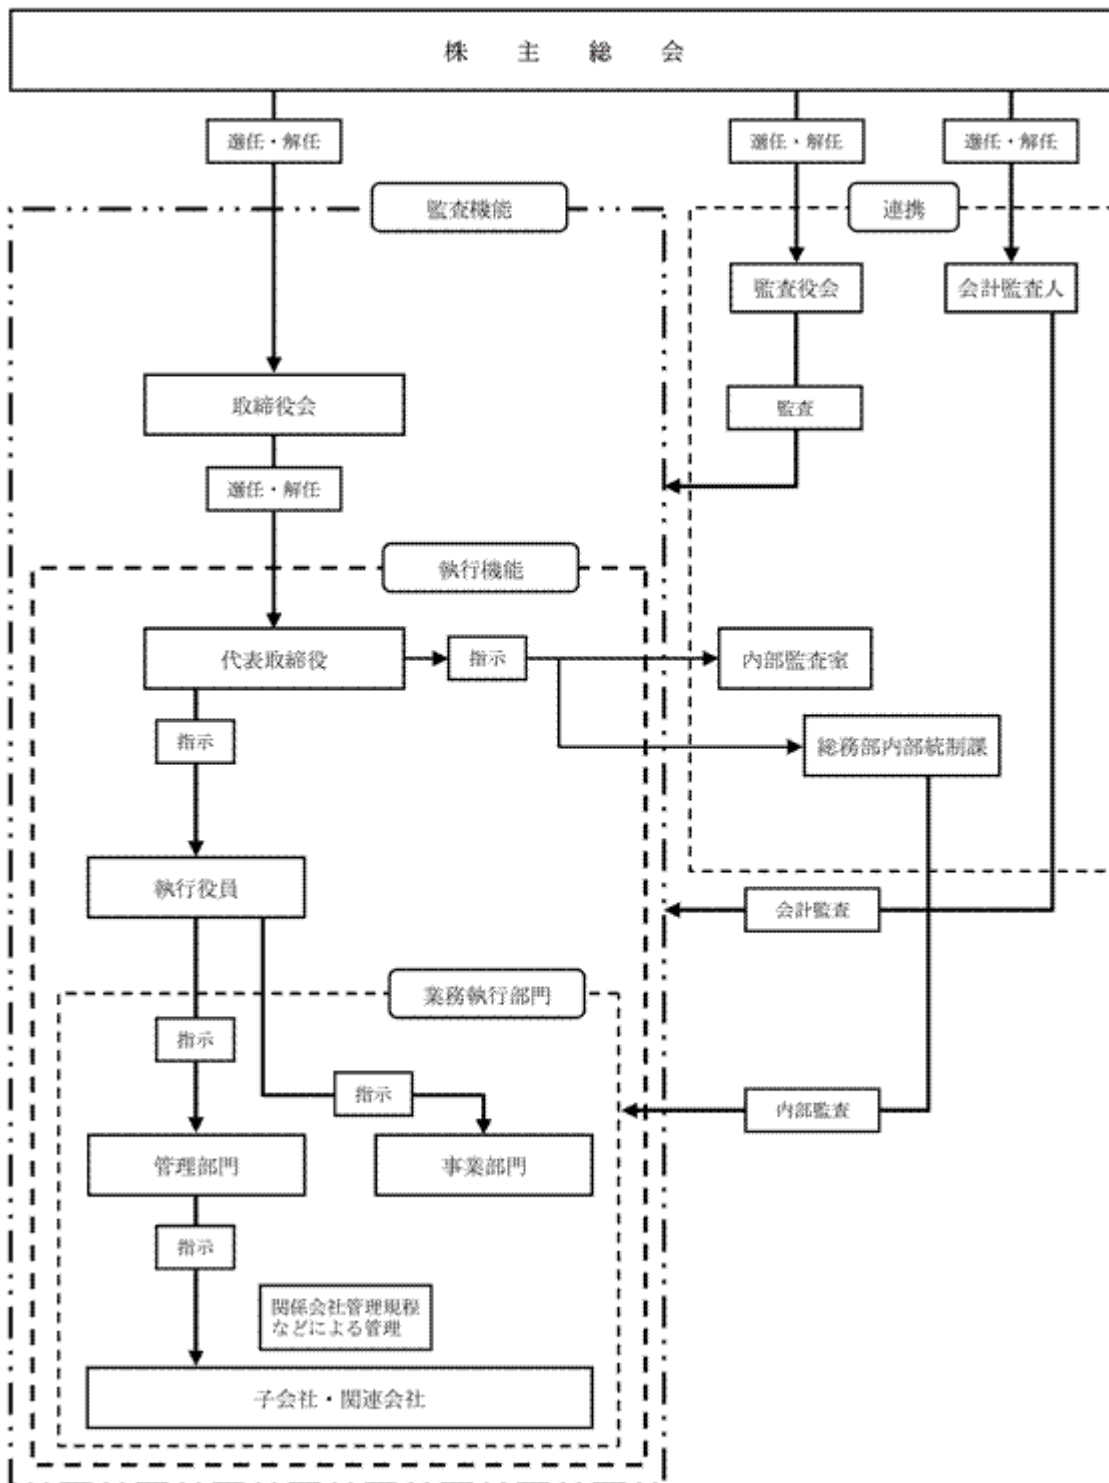 株主総会
選任・解任
選任・解任
選任・解任
監査機能
連携
監査役会
会計監査人
取締役会
監査
選任・解任
執行機能
代表取締役
指示
内部監査室
指示
総務部内部統制課
執行役員
会計監査
業務執行部門
指示
指示
内部監査
管理部門
事業部門
指示
関係会社管理規程
などによる管理
子会社・関連会社